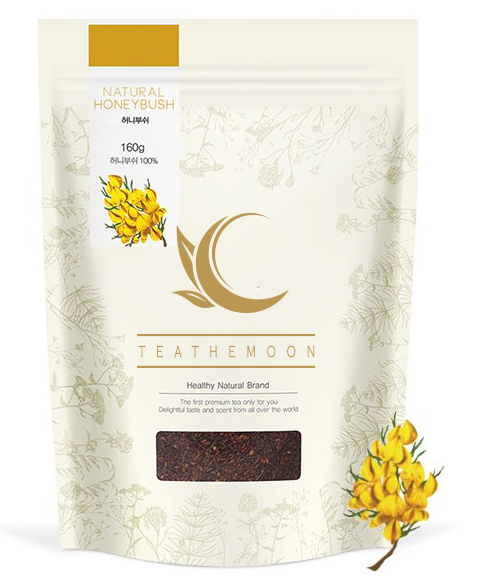 NATURAL
HONEYBUSH
허니부쉬
160g
허니부쉬 100%
TEATHEMOON
Healthy Natural Brand
The first premium tea only for you
Delightful taste and scent from all over the world